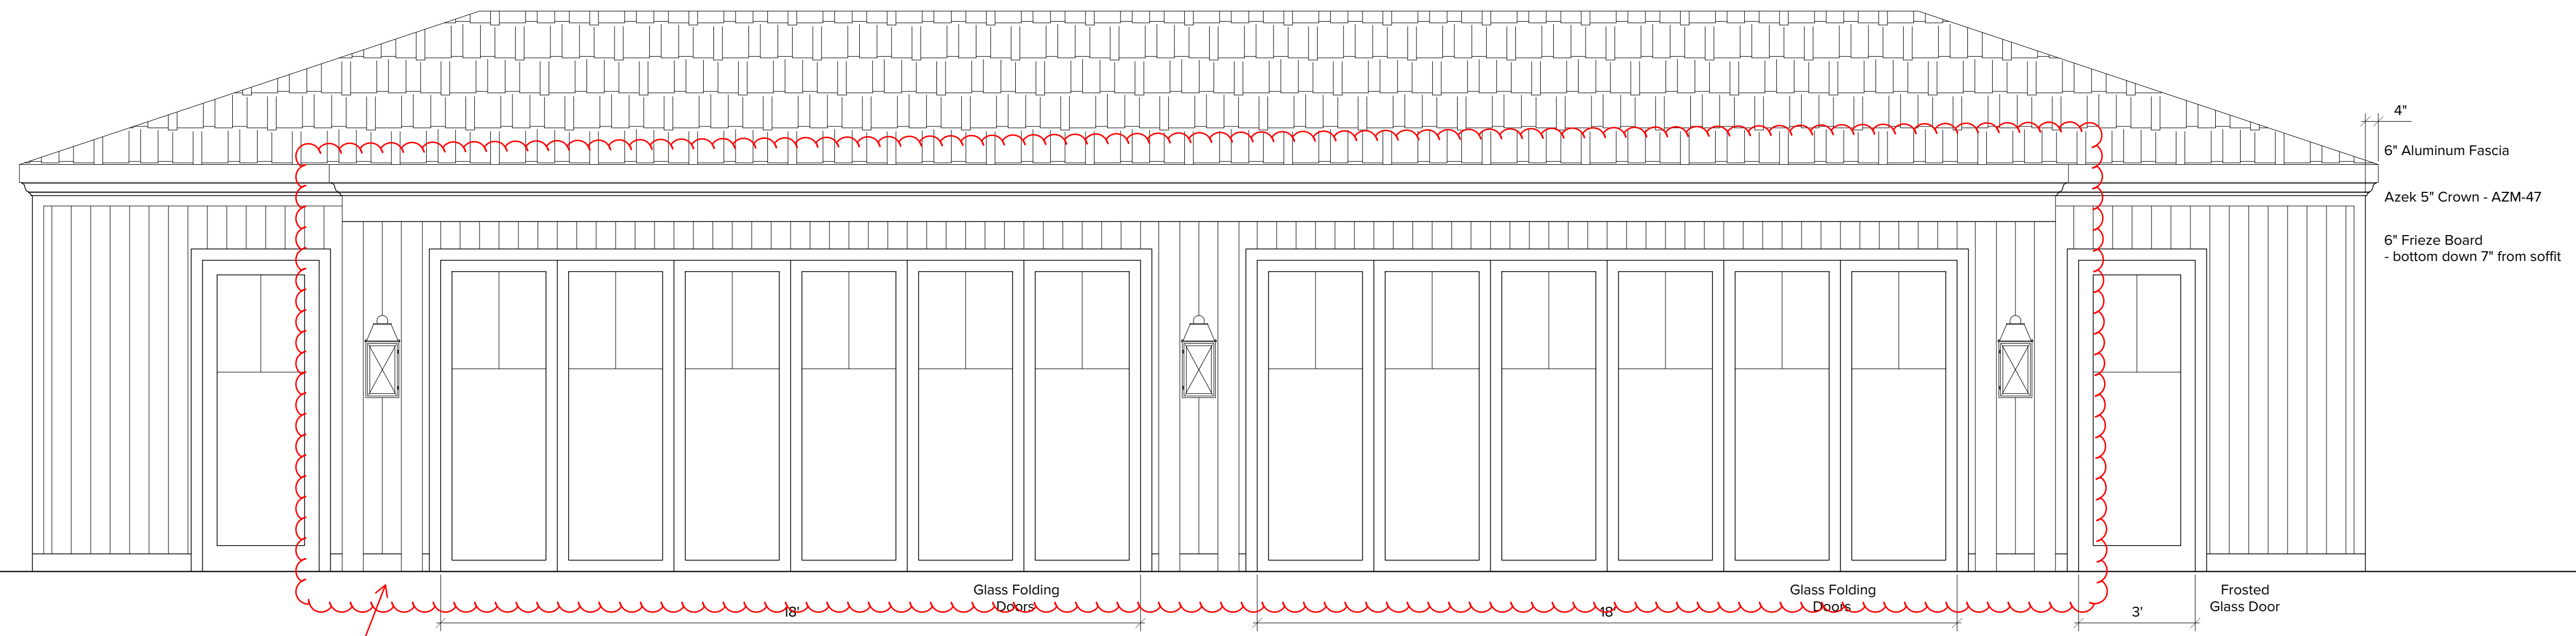 4"
6" Aluminum Fascia
Azek 5" Crown - AZM-47
6" Frieze Board
- bottom down 7" from soffit
Glass Folding
Doors
18'
Glass Folding
Doors
18'
3'
Frosted
Glass Door